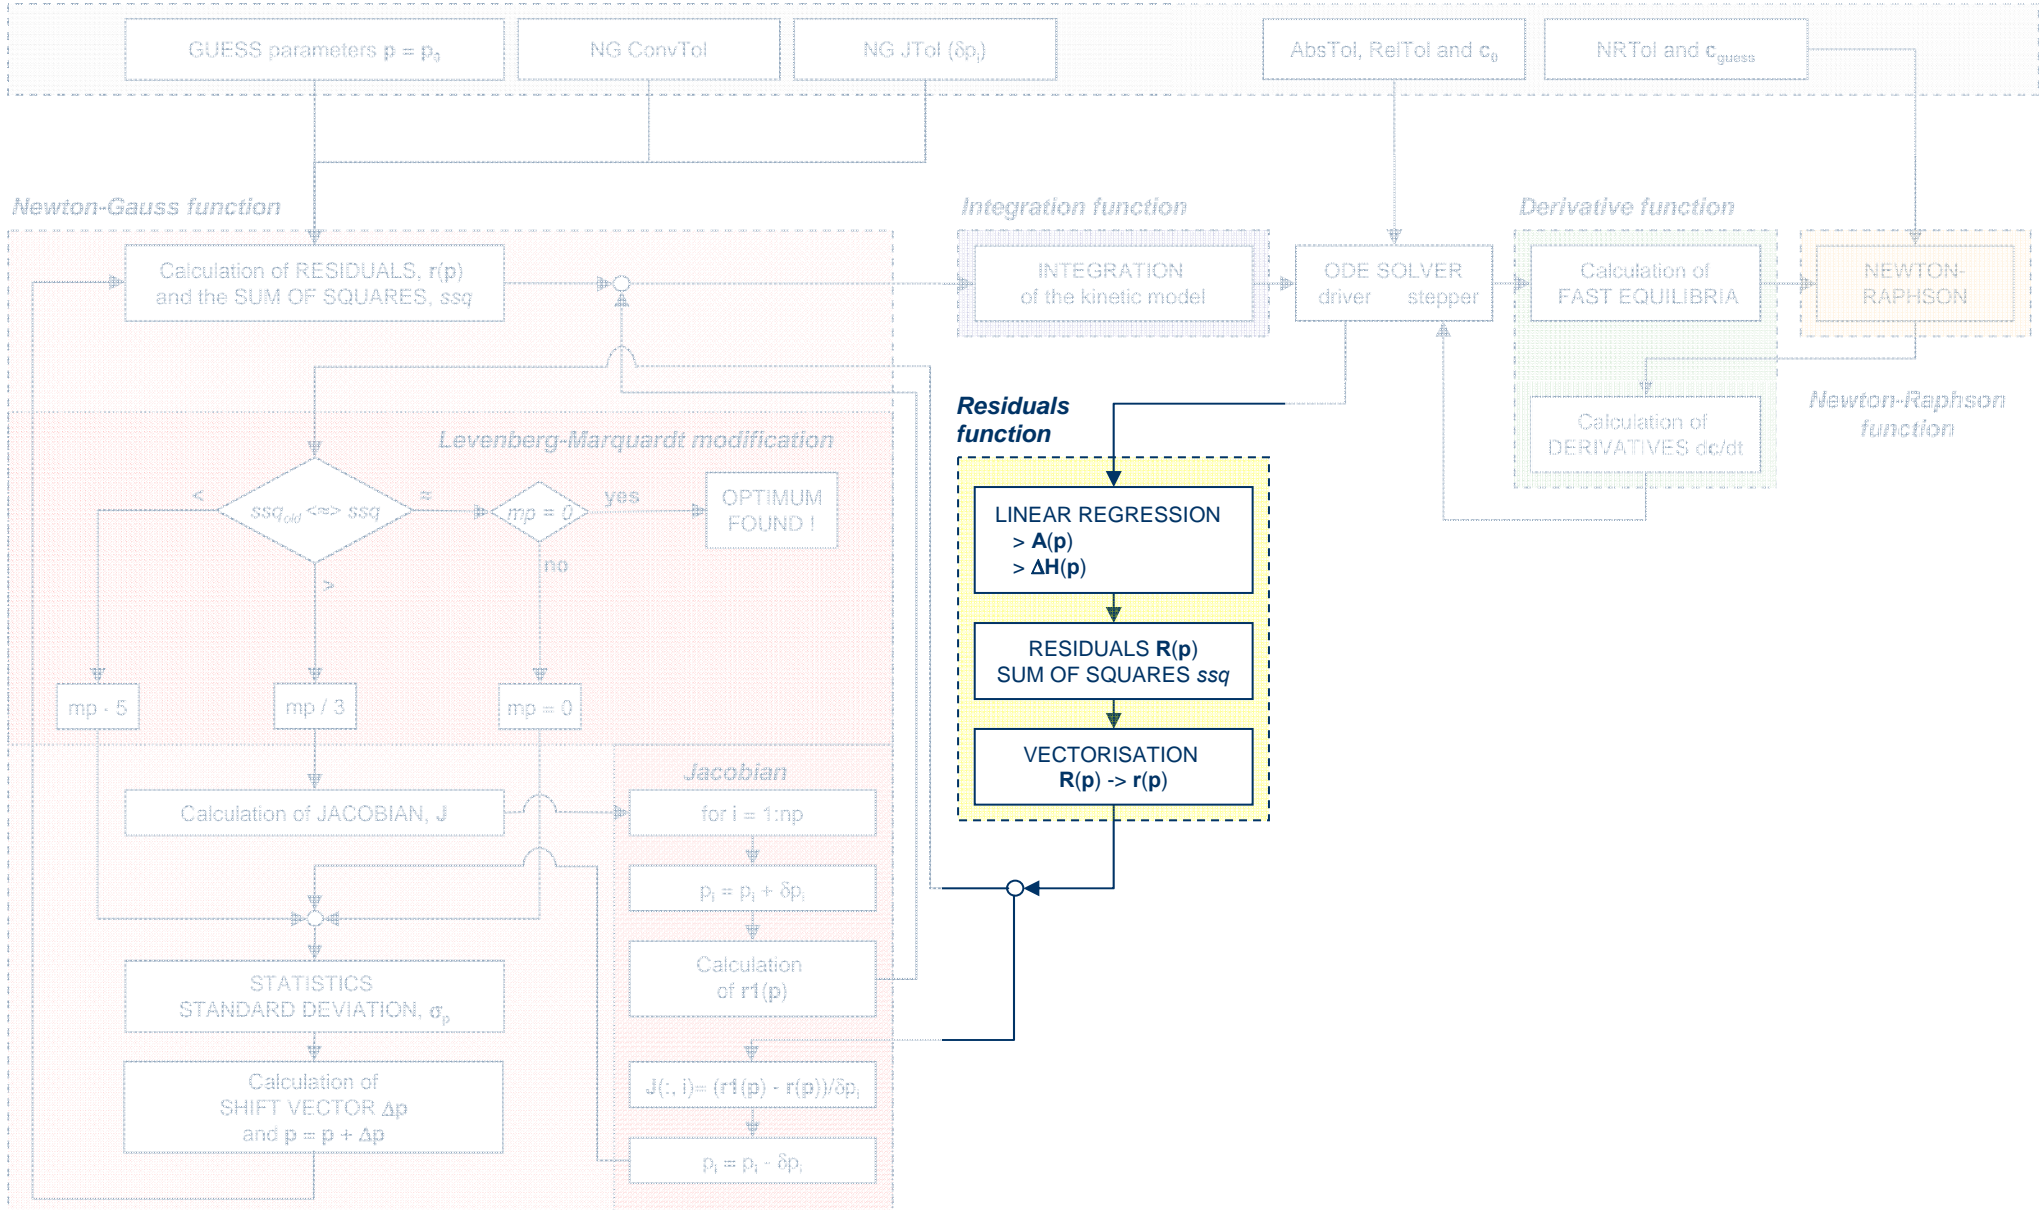 GUESS parameters p = p₀
NG ConvTol
NG JTol (δpᵢ)
AbsTol, RelTol and c₀
NRTol and c_guess
Newton-Gauss function
Integration function
Derivative function
Calculation of RESIDUALS, r(p)
and the SUM OF SQUARES, ssq
INTEGRATION
of the kinetic model
ODE SOLVER
driver stepper
Calculation of
FAST EQUILIBRIA
NEWTON-
RAPHSON
Residuals
function
Newton-Raphson
function
Calculation of
DERIVATIVES dc/dt
Levenberg-Marquardt modification
<
ssq_old <=> ssq
=
mp = 0
yes
OPTIMUM
FOUND !
no
>
LINEAR REGRESSION
> A(p)
> ΔH(p)
RESIDUALS R(p)
SUM OF SQUARES ssq
VECTORISATION
R(p) -> r(p)
mp · 5
mp / 3
mp = 0
Jacobian
Calculation of JACOBIAN, J
for i = 1:np
pᵢ = pᵢ + δpᵢ
Calculation
of r1(p)
STATISTICS
STANDARD DEVIATION, σₚ
Calculation of
SHIFT VECTOR Δp
and p = p + Δp
J(:, i)= (r1(p) - r(p))/δpᵢ
pᵢ = pᵢ - δpᵢ